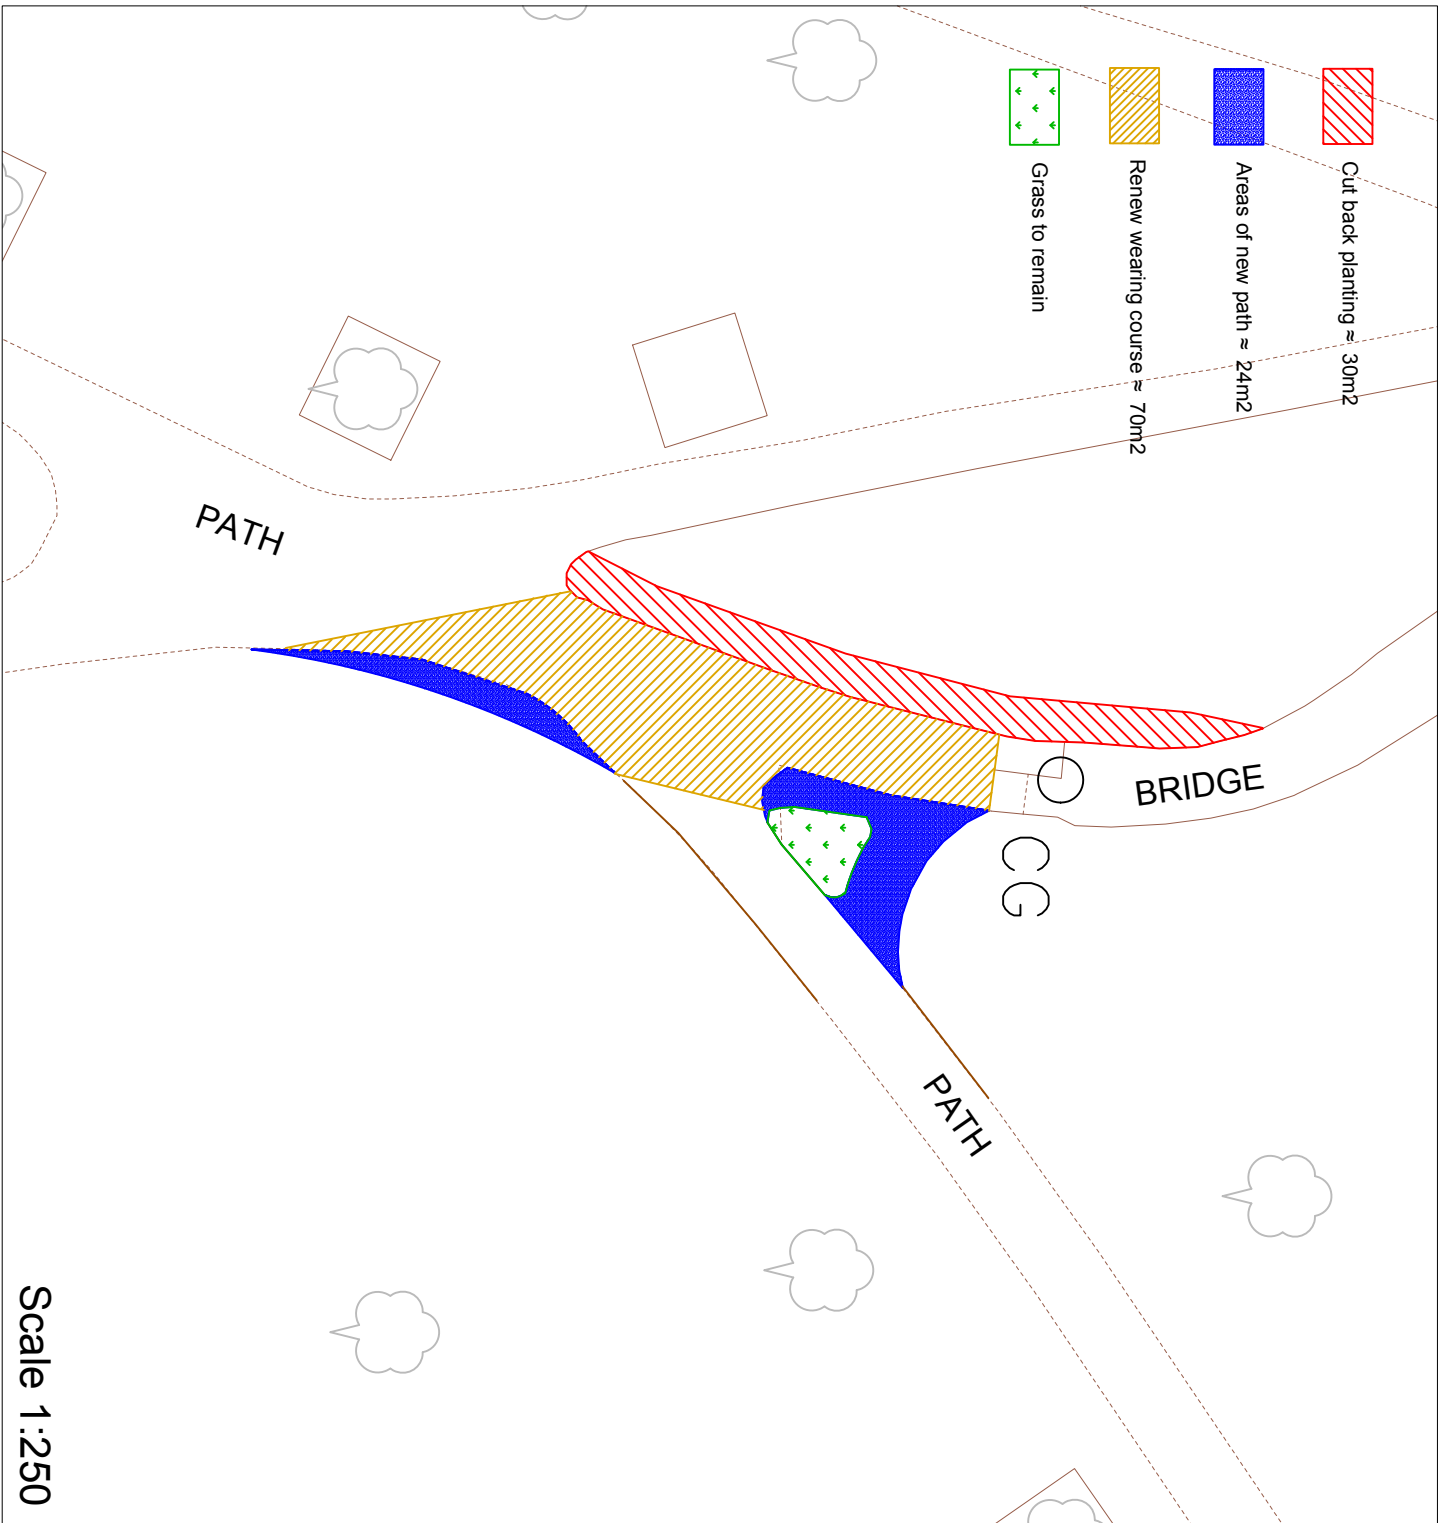 Cut back planting ≈ 30m2
Areas of new path ≈ 24m2
Renew wearing course ≈ 70m2
Grass to remain
BRIDGE
CG
PATH
PATH
Scale 1:250